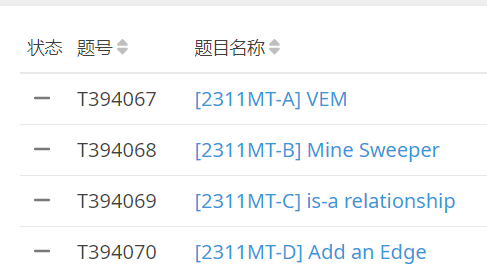 状态 题号 题目名称
— T394067 [2311MT-A] VEM
— T394068 [2311MT-B] Mine Sweeper
— T394069 [2311MT-C] is-a relationship
— T394070 [2311MT-D] Add an Edge